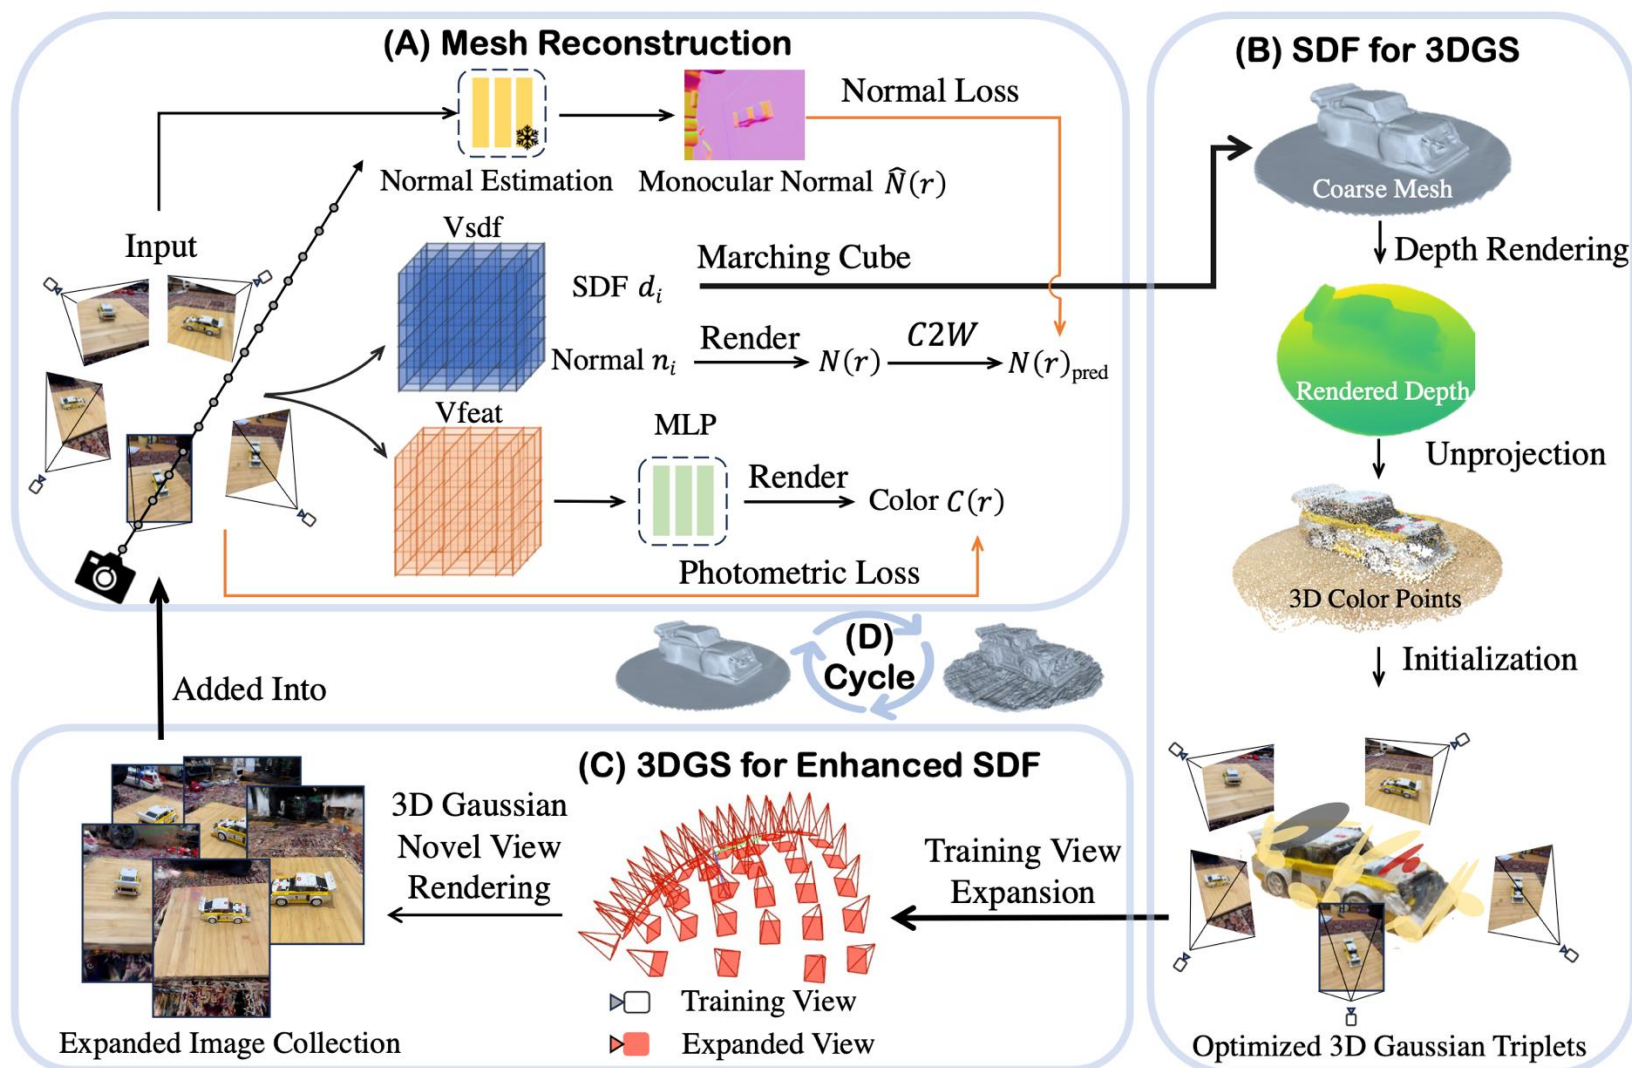 (A) Mesh Reconstruction
Normal Loss
Normal Estimation
Monocular Normal N̂(r)
Input
Vsdf
SDF dᵢ
Marching Cube
Normal nᵢ
Render
N(r)
C2W
N(r)pred
Vfeat
MLP
Render
Color C(r)
Photometric Loss
(B) SDF for 3DGS
Coarse Mesh
Depth Rendering
Rendered Depth
Unprojection
3D Color Points
Initialization
Optimized 3D Gaussian Triplets
(D)
Cycle
Added Into
(C) 3DGS for Enhanced SDF
Training View
Expansion
3D Gaussian
Novel View
Rendering
Training View
Expanded View
Expanded Image Collection